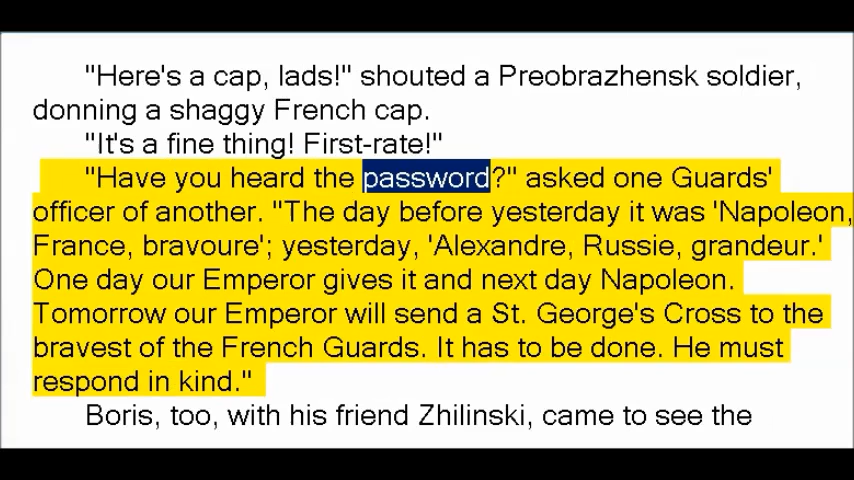 "Here's a cap, lads!" shouted a Preobrazhensk soldier,
donning a shaggy French cap.
"It's a fine thing! First-rate!"
"Have you heard the password?" asked one Guards'
officer of another. "The day before yesterday it was 'Napoleon,
France, bravoure'; yesterday, 'Alexandre, Russie, grandeur.'
One day our Emperor gives it and next day Napoleon.
Tomorrow our Emperor will send a St. George's Cross to the
bravest of the French Guards. It has to be done. He must
respond in kind."
Boris, too, with his friend Zhilinski, came to see the